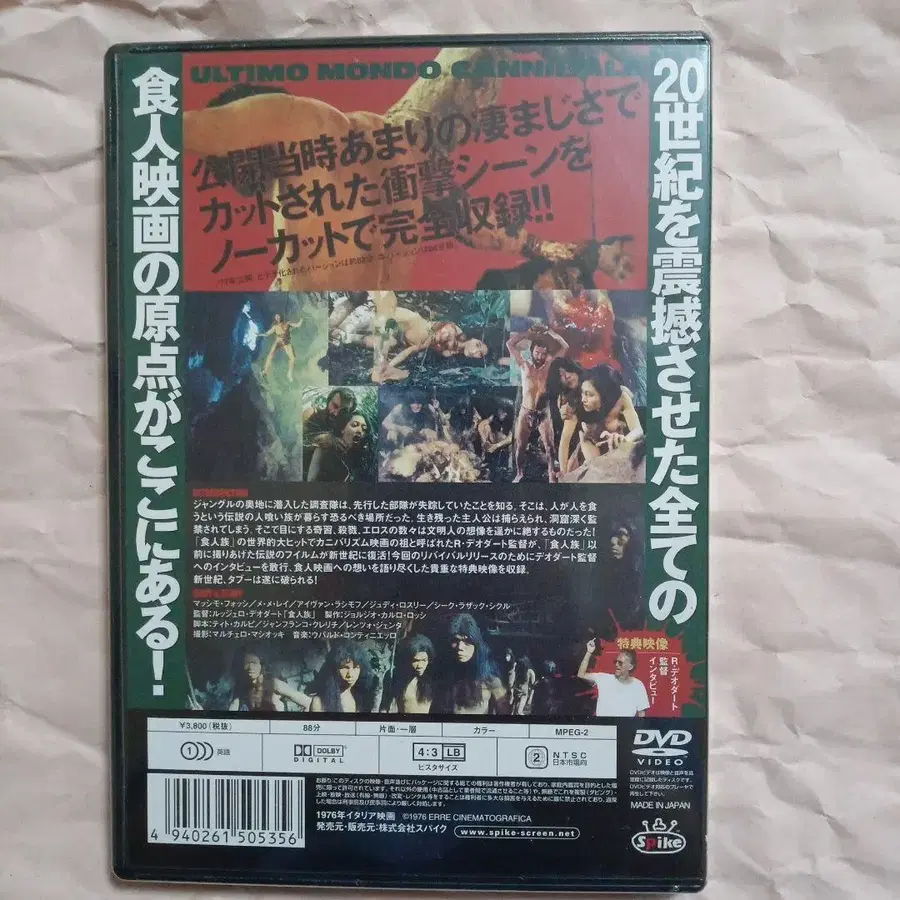 ULTIMO MONDO CANNIBALE
20世紀を震撼させた全ての
食人映画の原点がここにある!
公開当時あまりの凄まじさで
カットされた衝撃シーンを
ノーカットで完全収録!!
INTRODUCTION
ジャングルの奥地に潜入した調査隊は、先行した部隊が失踪していたことを知る。そこは、人が人を食
うという伝説の人喰い族が暮らす恐るべき場所だった。生き残った主人公は捕らえられ、洞窟深く監
禁されてしまう。そこで目にする奇習、殺戮、エロスの数々は文明人の想像を遥かに絶するものだった!
「食人族」の世界的大ヒットでカニバリズム映画の祖と呼ばれたR・デオダート監督が、「食人族」以
前に撮りあげた伝説のフィルムが新世紀に復活!今回のリバイバルリリースのためにデオダート監督
へのインタビューを敢行、食人映画への想いを語り尽くした貴重な特典映像を収録。
新世紀、タブーは遂に破られる!
マッシモ・フォッシ/メ・メ・レイ/アイヴァン・ラシモフ/ジュディ・ロスリー/シーク・ラザック・シクル
監督:ルッジェロ・デオダート「食人族」 製作:ジョルジオ・カルロ・ロッシ
脚本:ティト・カルピ/ジャンフランコ・クレリチ/レンツォ・ジェンタ
撮影:マルチェロ・マシオッキ 音楽:ウバルド・コンティニエッロ
特典映像
R・デオダート
監督
インタビュー
¥3,800(税抜) 88分 片面・一層 カラー MPEG-2
1 英語 DOLBY DIGITAL 4:3 LB ビスタサイズ 2 NTSC 日本市場向
DVD
VIDEO
MADE IN JAPAN
Spike
1976年イタリア映画 ©1976 ERRE CINEMATOGRAFICA
発売元・販売元:株式会社スパイク www.spike-screen.net
4 940261 505356